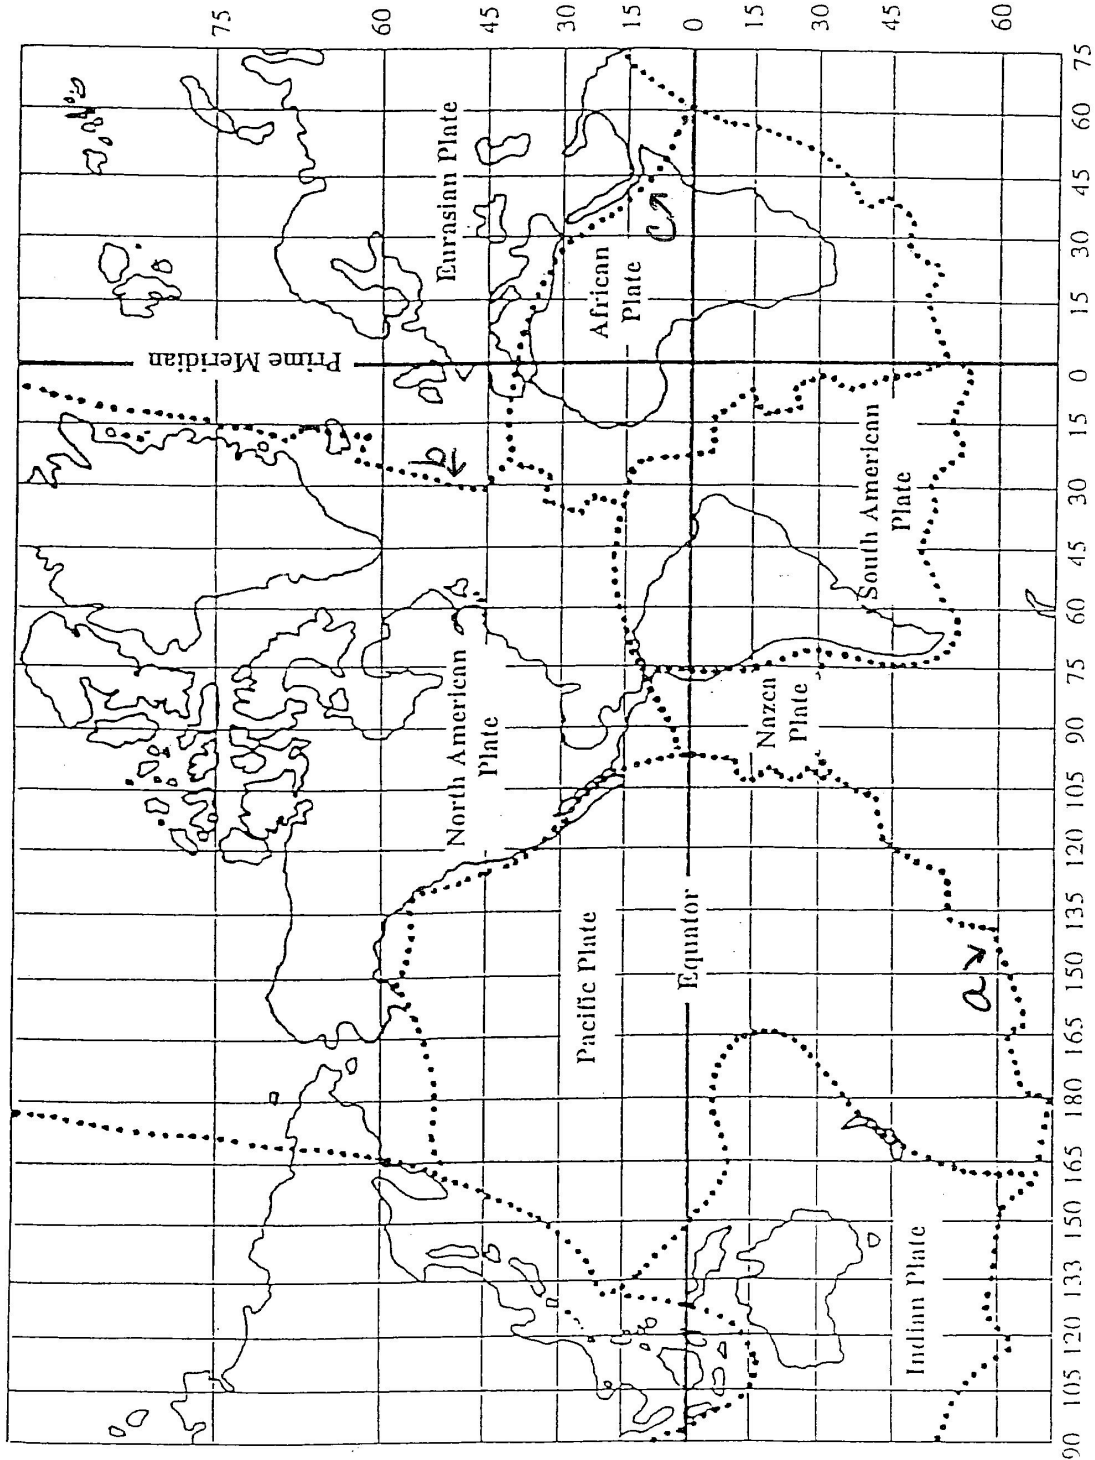 75
60
45
30
15
0
15
30
45
60
75
60
45
30
15
0
15
30
45
60
75
90
105
120
135
150
165
180
165
150
133
120
105
90
Prime Meridian
Eurasian Plate
African
Plate
c
b
North American
Plate
South American
Plate
Nazca
Plate
Pacific Plate
Equator
a
Indian Plate